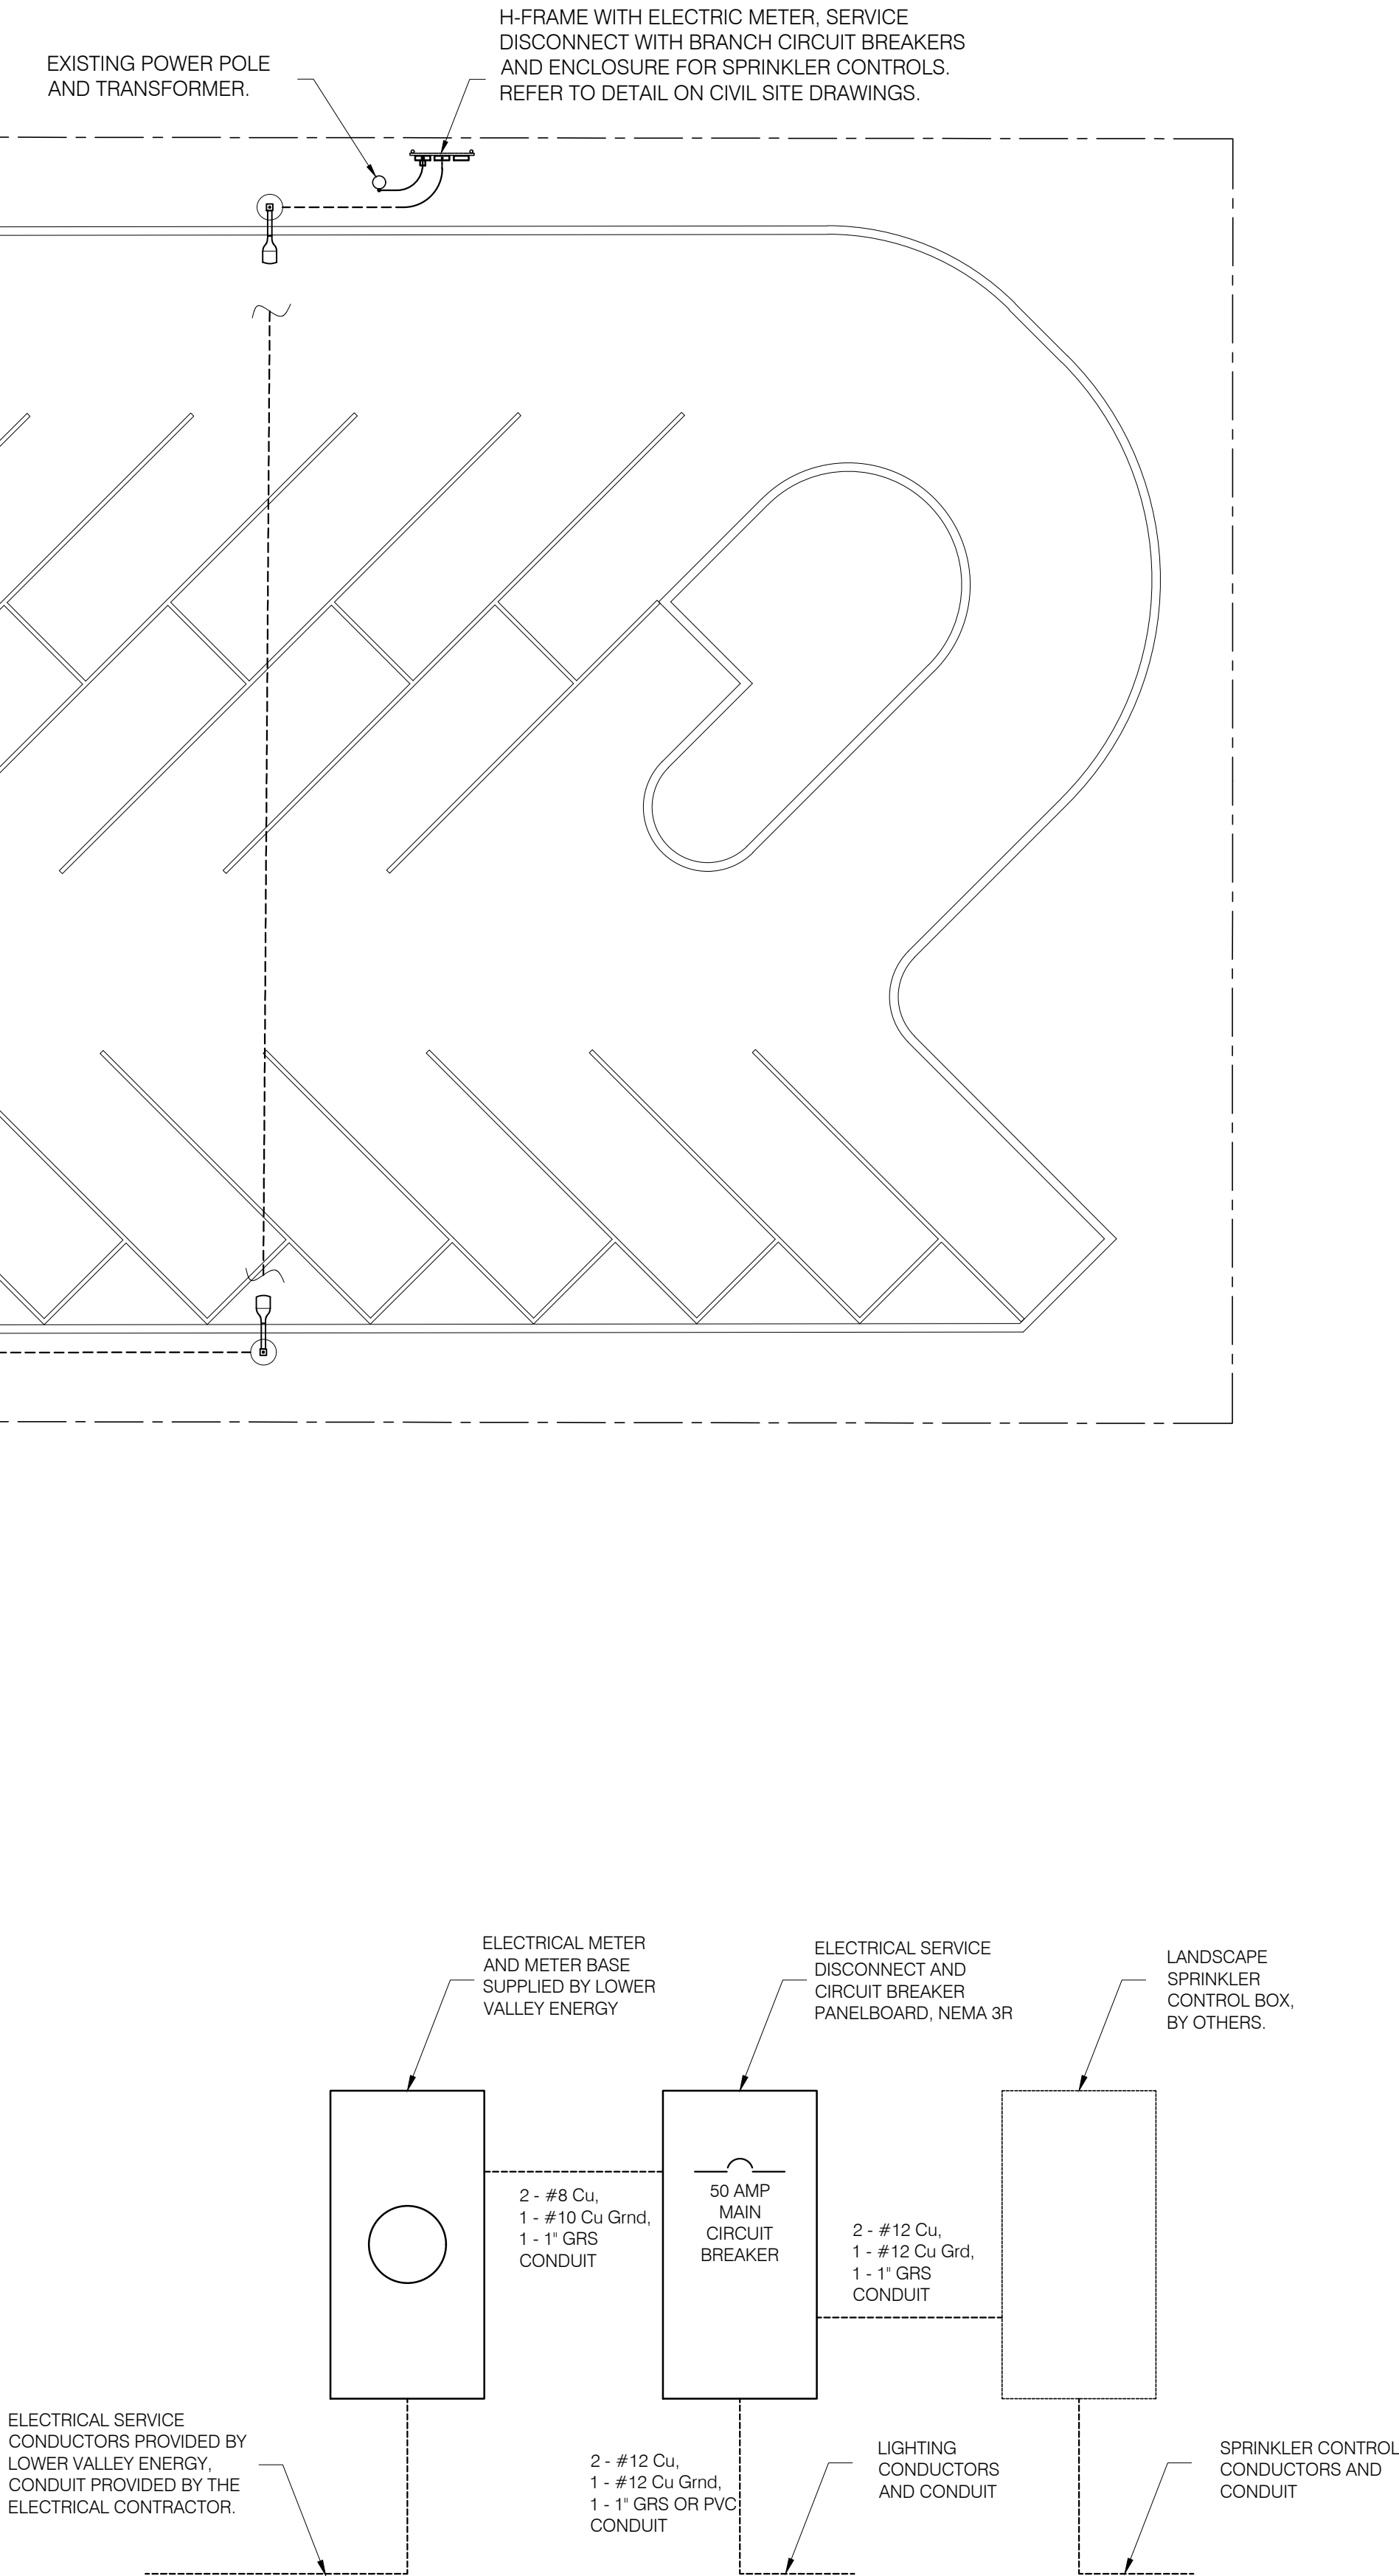 H-FRAME WITH ELECTRIC METER, SERVICE
DISCONNECT WITH BRANCH CIRCUIT BREAKERS
AND ENCLOSURE FOR SPRINKLER CONTROLS.
REFER TO DETAIL ON CIVIL SITE DRAWINGS.
EXISTING POWER POLE
AND TRANSFORMER.
ELECTRICAL METER
AND METER BASE
SUPPLIED BY LOWER
VALLEY ENERGY
ELECTRICAL SERVICE
DISCONNECT AND
CIRCUIT BREAKER
PANELBOARD, NEMA 3R
LANDSCAPE
SPRINKLER
CONTROL BOX,
BY OTHERS.
2 - #8 Cu,
1 - #10 Cu Grnd,
1 - 1" GRS
CONDUIT
50 AMP
MAIN
CIRCUIT
BREAKER
2 - #12 Cu,
1 - #12 Cu Grd,
1 - 1" GRS
CONDUIT
ELECTRICAL SERVICE
CONDUCTORS PROVIDED BY
LOWER VALLEY ENERGY,
CONDUIT PROVIDED BY THE
ELECTRICAL CONTRACTOR.
2 - #12 Cu,
1 - #12 Cu Grnd,
1 - 1" GRS OR PVC
CONDUIT
LIGHTING
CONDUCTORS
AND CONDUIT
SPRINKLER CONTROL
CONDUCTORS AND
CONDUIT